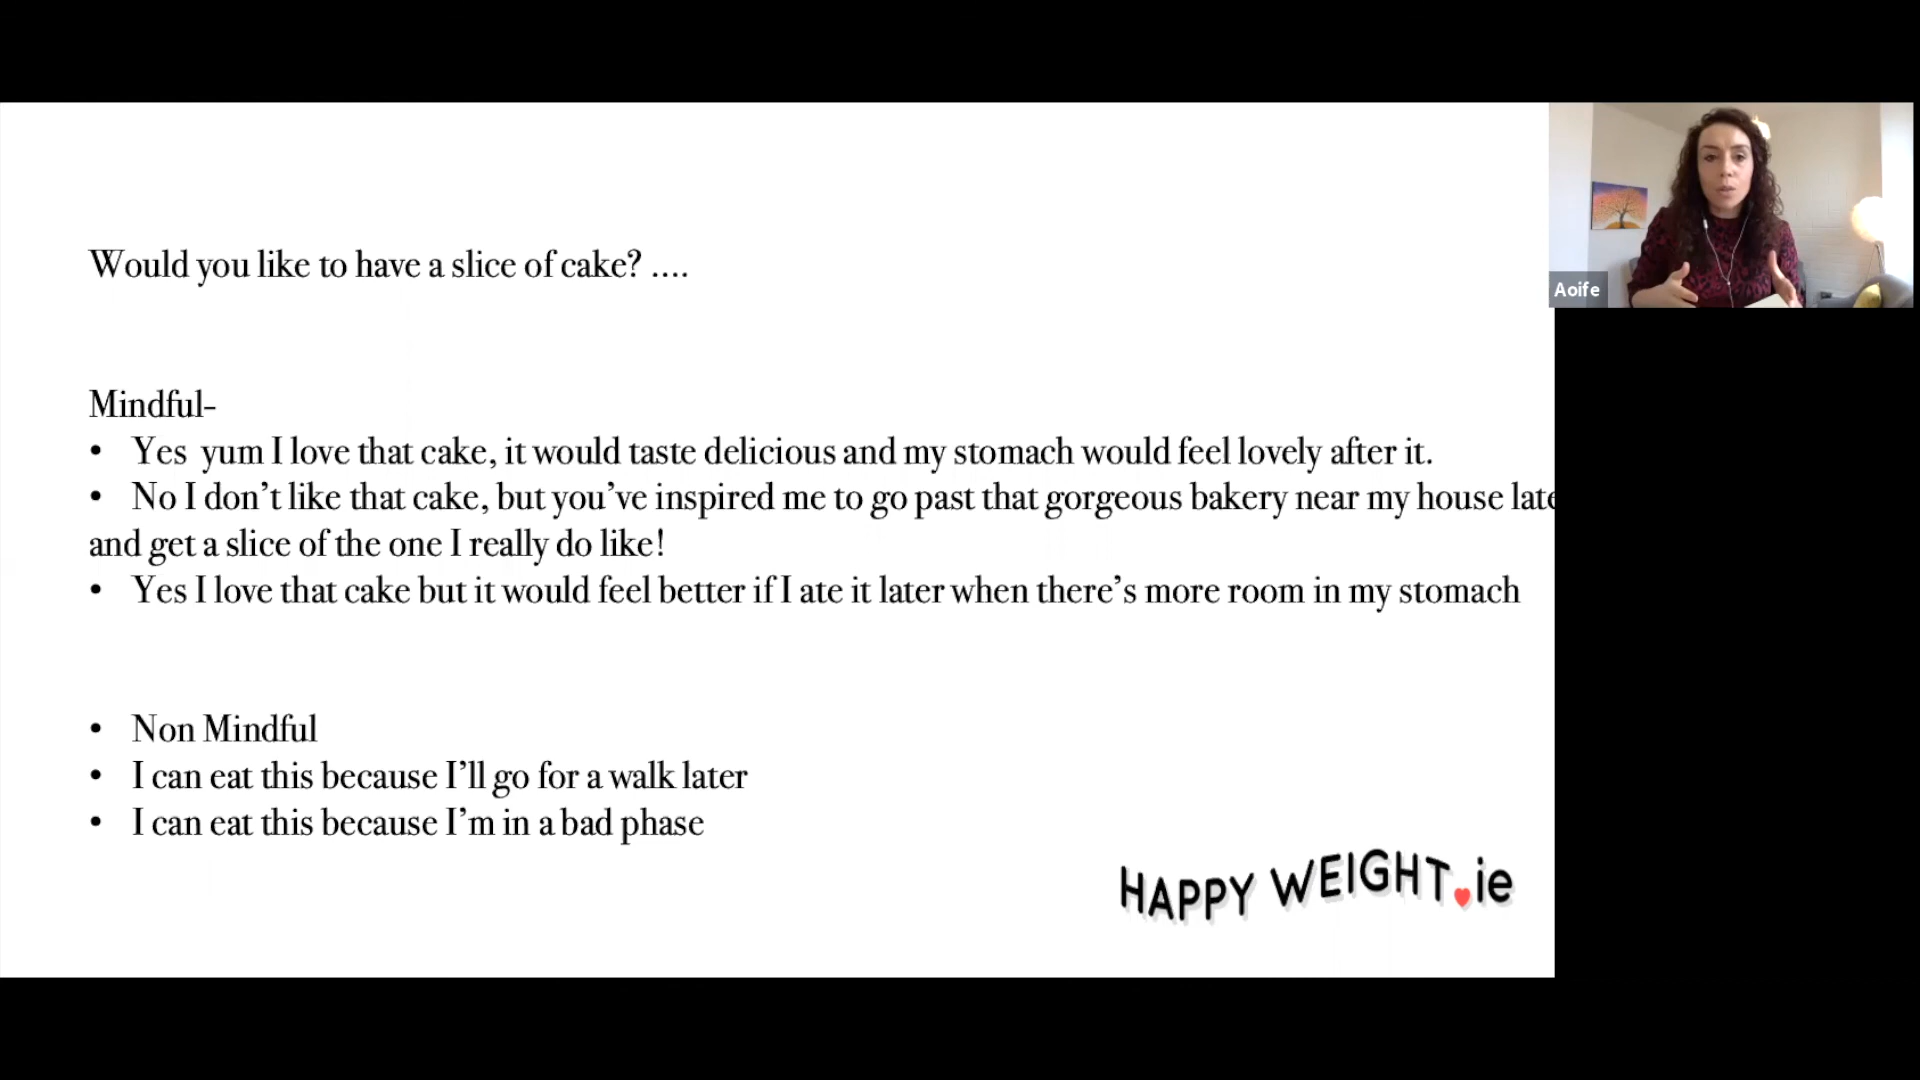 Would you like to have a slice of cake? ....
Mindful-
• Yes yum I love that cake, it would taste delicious and my stomach would feel lovely after it.
• No I don't like that cake, but you've inspired me to go past that gorgeous bakery near my house late
and get a slice of the one I really do like!
• Yes I love that cake but it would feel better if I ate it later when there's more room in my stomach
• Non Mindful
• I can eat this because I'll go for a walk later
• I can eat this because I'm in a bad phase
HAPPY WEIGHT.ie
Aoife